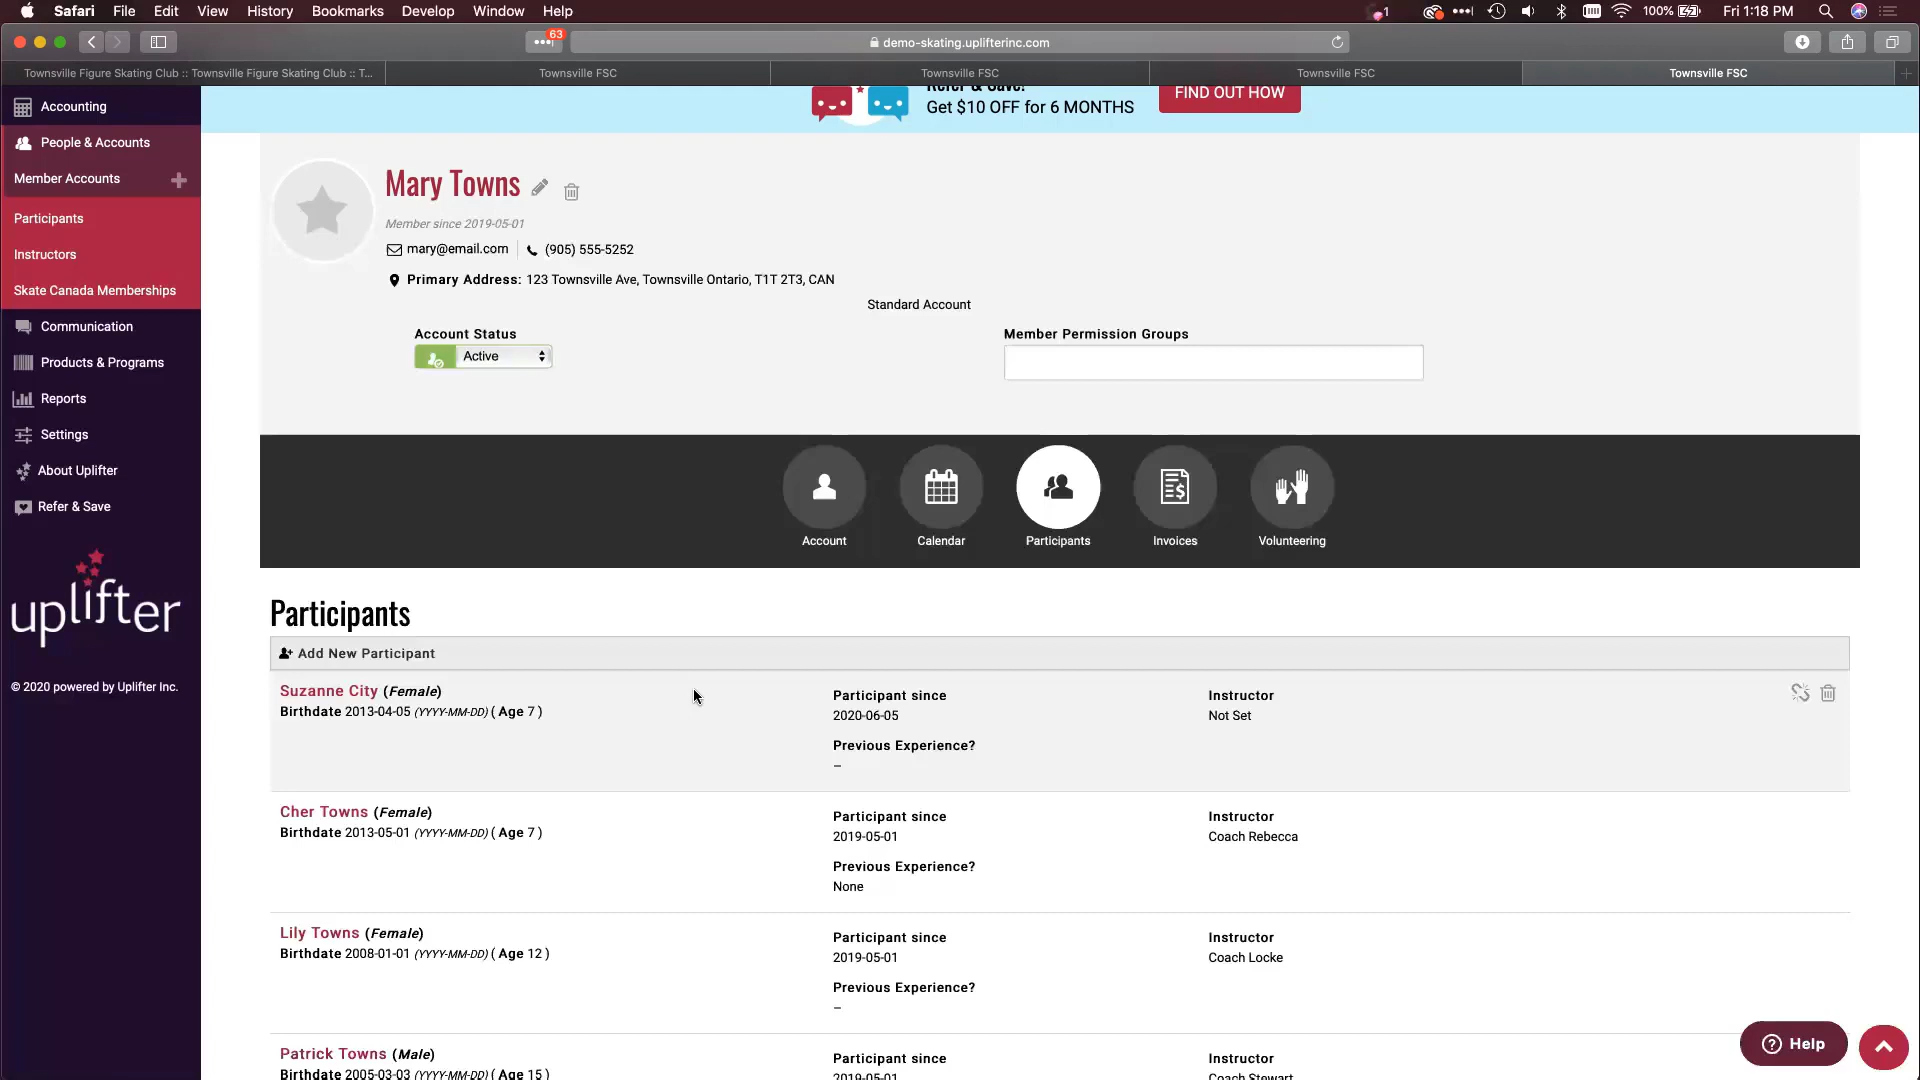 Safari File Edit View History Bookmarks Develop Window Help 1 100% Fri 1:18 PM
63
demo-skating.uplifterinc.com
Townsville Figure Skating Club :: Townsville Figure Skating Club :: T... Townsville FSC Townsville FSC Townsville FSC Townsville FSC
Accounting
People & Accounts
Member Accounts
Participants
Instructors
Skate Canada Memberships
Communication
Products & Programs
Reports
Settings
About Uplifter
Refer & Save
uplifter
© 2020 powered by Uplifter Inc.
Refer & Save!
Get $10 OFF for 6 MONTHS
FIND OUT HOW
Mary Towns
Member since 2019-05-01
mary@email.com (905) 555-5252
Primary Address: 123 Townsville Ave, Townsville Ontario, T1T 2T3, CAN
Standard Account
Account Status
Active
Member Permission Groups
Account Calendar Participants Invoices Volunteering
Participants
Add New Participant
Suzanne City (Female)
Birthdate 2013-04-05 (YYYY-MM-DD) ( Age 7 )
Participant since
2020-06-05
Previous Experience?
–
Instructor
Not Set
Cher Towns (Female)
Birthdate 2013-05-01 (YYYY-MM-DD) ( Age 7 )
Participant since
2019-05-01
Previous Experience?
None
Instructor
Coach Rebecca
Lily Towns (Female)
Birthdate 2008-01-01 (YYYY-MM-DD) ( Age 12 )
Participant since
2019-05-01
Previous Experience?
–
Instructor
Coach Locke
Patrick Towns (Male)
Birthdate 2005-03-03 (YYYY-MM-DD) ( Age 15 )
Participant since
2019-05-01
Instructor
Coach Stewart
Help